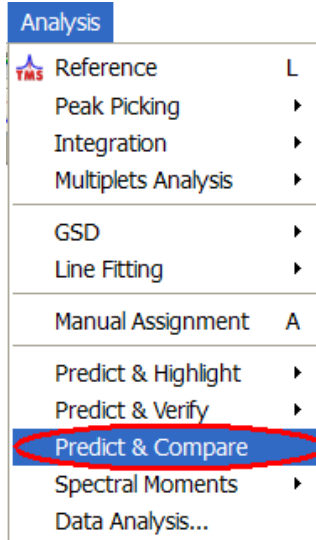 Analysis
TMS Reference L
Peak Picking
Integration
Multiplets Analysis
GSD
Line Fitting
Manual Assignment A
Predict & Highlight
Predict & Verify
Predict & Compare
Spectral Moments
Data Analysis...